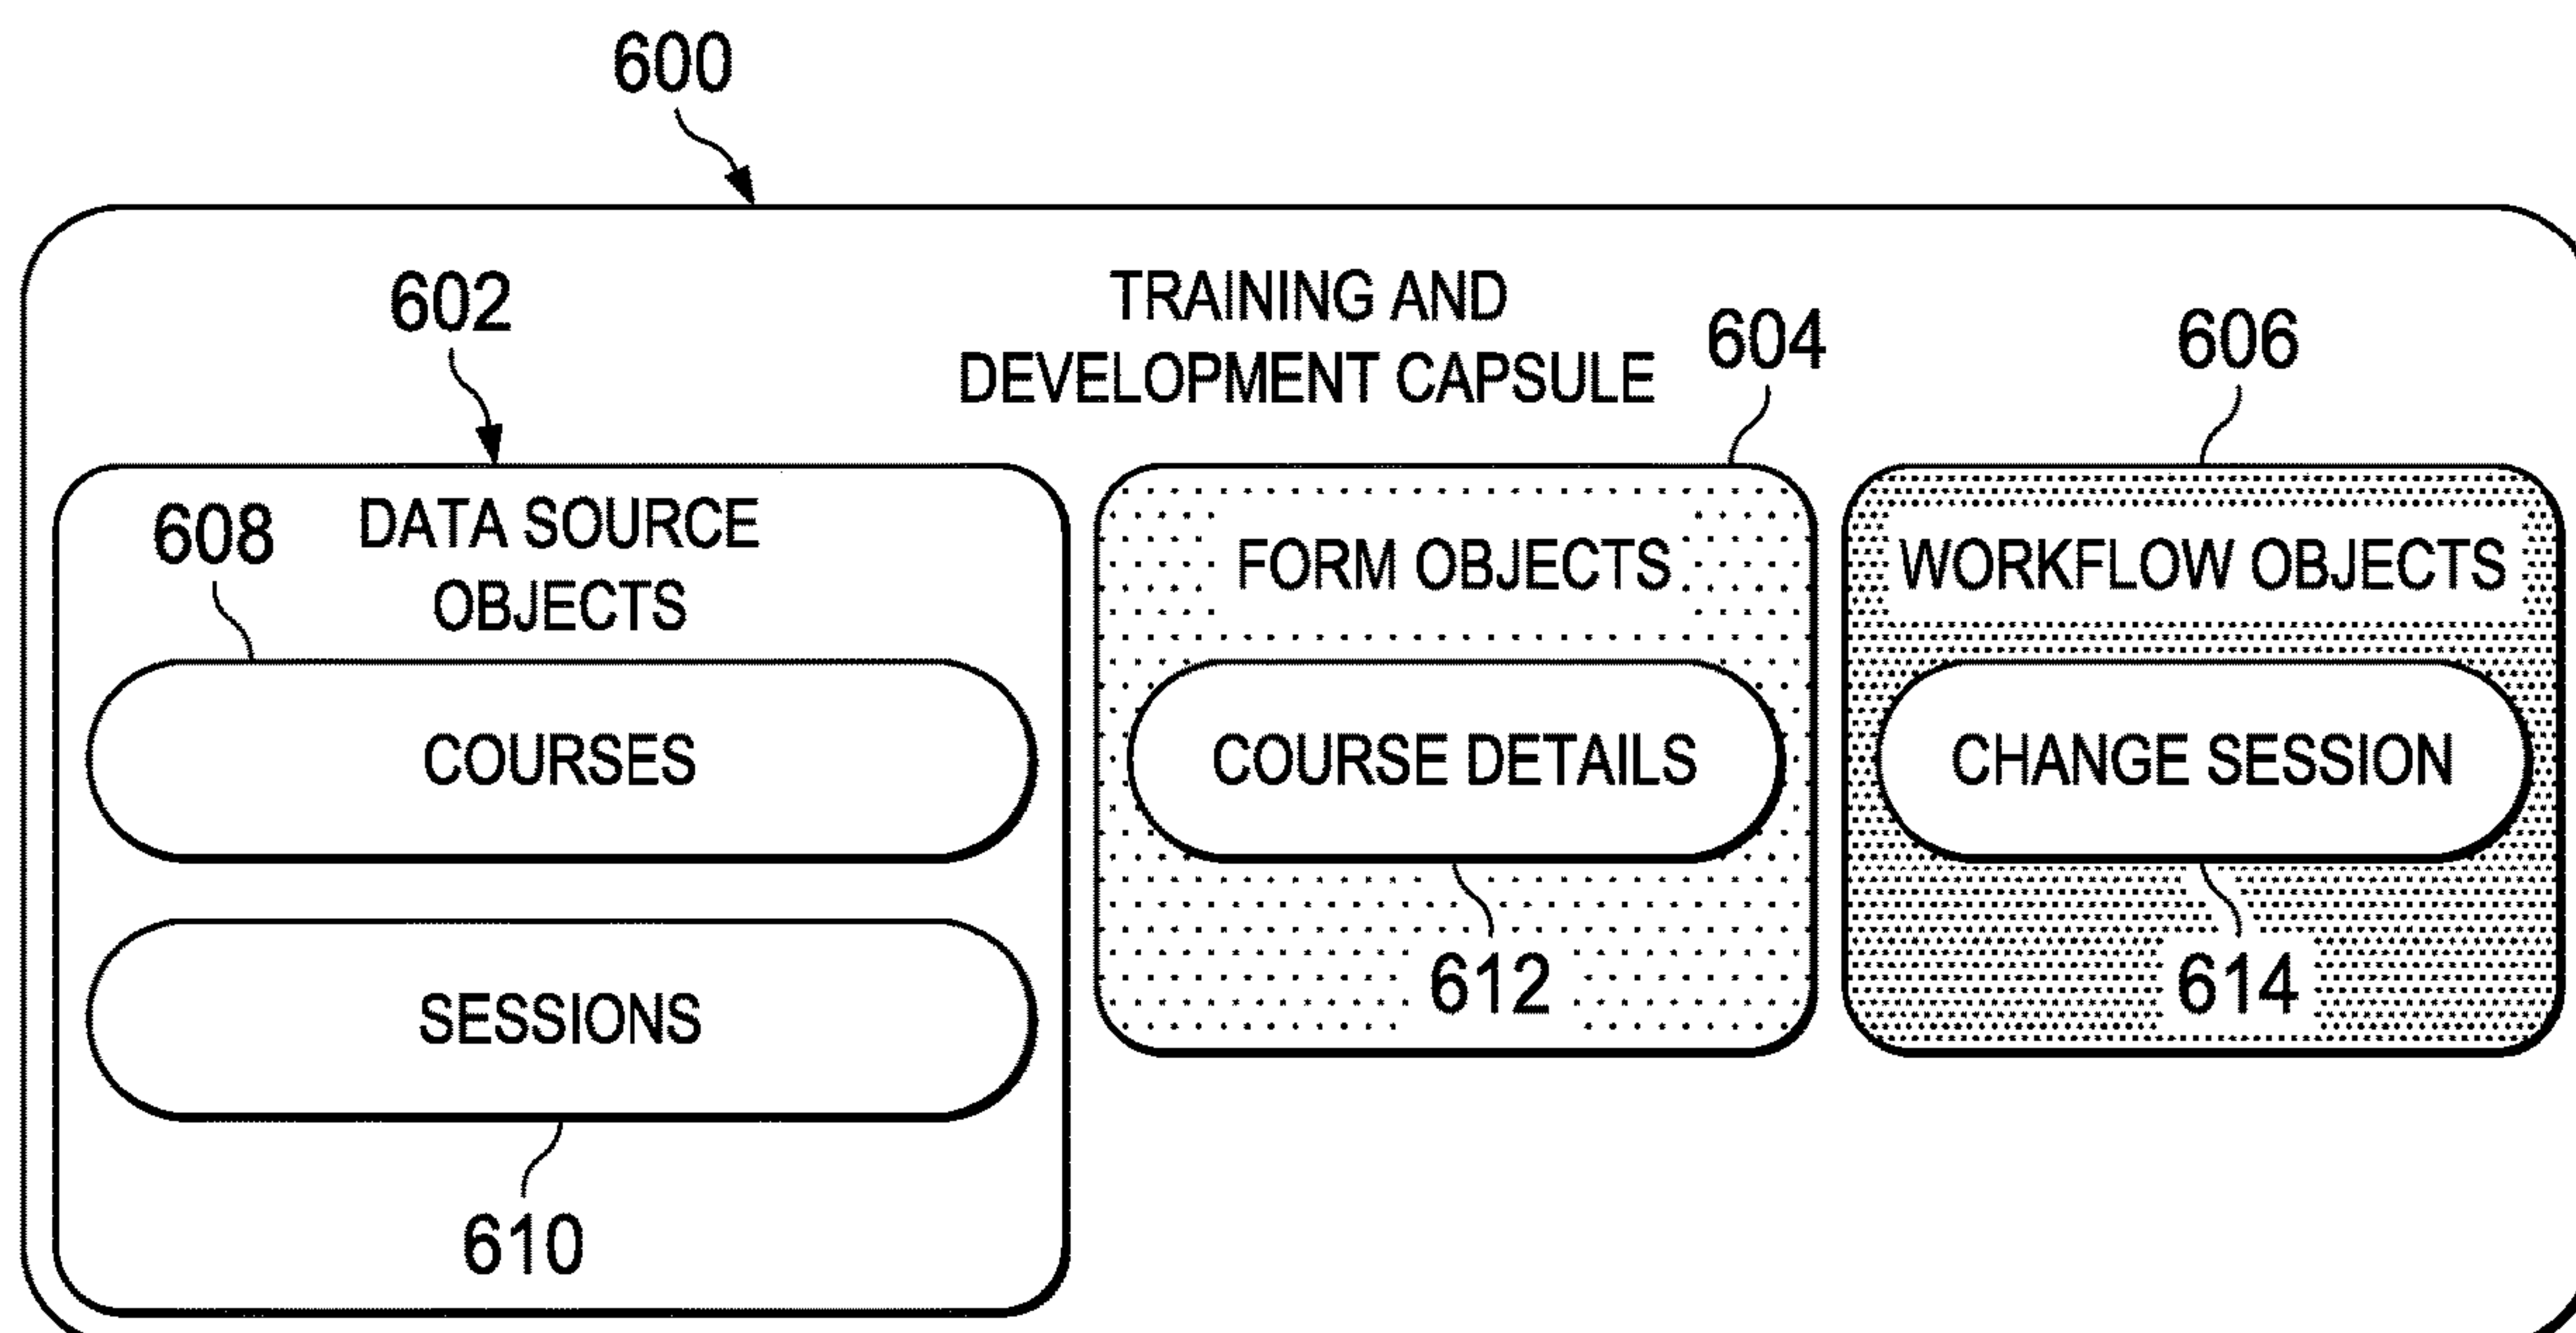 600
602
TRAINING AND
DEVELOPMENT CAPSULE
604
606
608
DATA SOURCE
OBJECTS
FORM OBJECTS
WORKFLOW OBJECTS
COURSES
COURSE DETAILS
CHANGE SESSION
SESSIONS
612
614
610